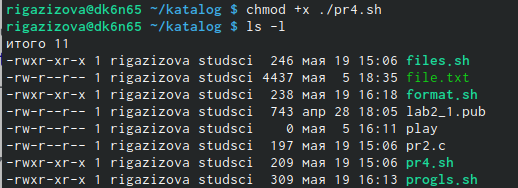 rigazizova@dk6n65 ~/katalog $ chmod +x ./pr4.sh
rigazizova@dk6n65 ~/katalog $ ls -l
итого 11
-rwxr-xr-x 1 rigazizova studsci  246 мая 19 15:06 files.sh
-rw-r--r-- 1 rigazizova studsci 4437 мая  5 18:35 file.txt
-rwxr-xr-x 1 rigazizova studsci  238 мая 19 16:18 format.sh
-rw-r--r-- 1 rigazizova studsci  743 апр 28 18:05 lab2_1.pub
-rw-r--r-- 1 rigazizova studsci    0 мая  5 16:11 play
-rw-r--r-- 1 rigazizova studsci  197 мая 19 15:06 pr2.c
-rwxr-xr-x 1 rigazizova studsci  209 мая 19 15:06 pr4.sh
-rwxr-xr-x 1 rigazizova studsci  309 мая 19 16:13 progls.sh